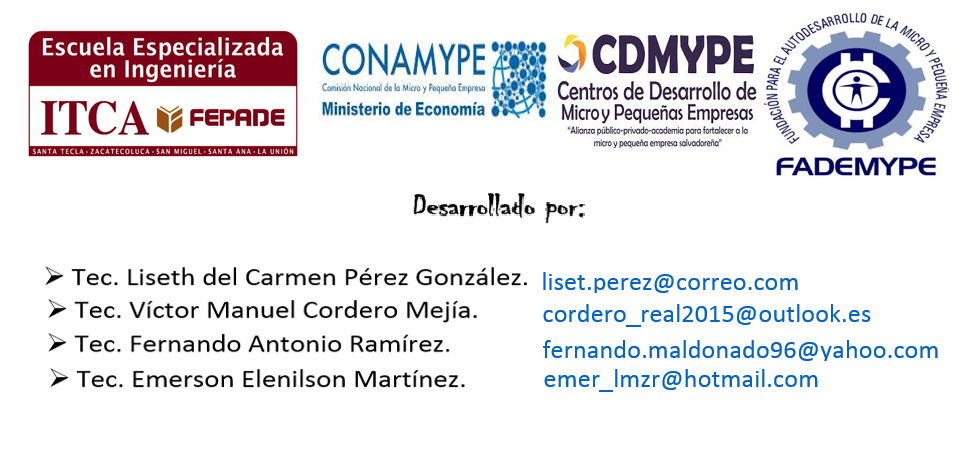 Escuela Especializada
en Ingeniería
ITCA FEPADE
SANTA TECLA • ZACATECOLUCA • SAN MIGUEL • SANTA ANA • LA UNIÓN
CONAMYPE
Comisión Nacional de la Micro y Pequeña Empresa
Ministerio de Economía
CDMYPE
Centros de Desarrollo de
Micro y Pequeñas Empresas
"Alianza público-privado-academia para fortalecer a la
micro y pequeña empresa salvadoreña"
FUNDACIÓN PARA EL AUTODESARROLLO DE LA MICRO Y PEQUEÑA EMPRESA
FADEMYPE
Desarrollado por:
➢ Tec. Liseth del Carmen Pérez González. liset.perez@correo.com
➢ Tec. Víctor Manuel Cordero Mejía. cordero_real2015@outlook.es
➢ Tec. Fernando Antonio Ramírez. fernando.maldonado96@yahoo.com
➢ Tec. Emerson Elenilson Martínez. emer_lmzr@hotmail.com